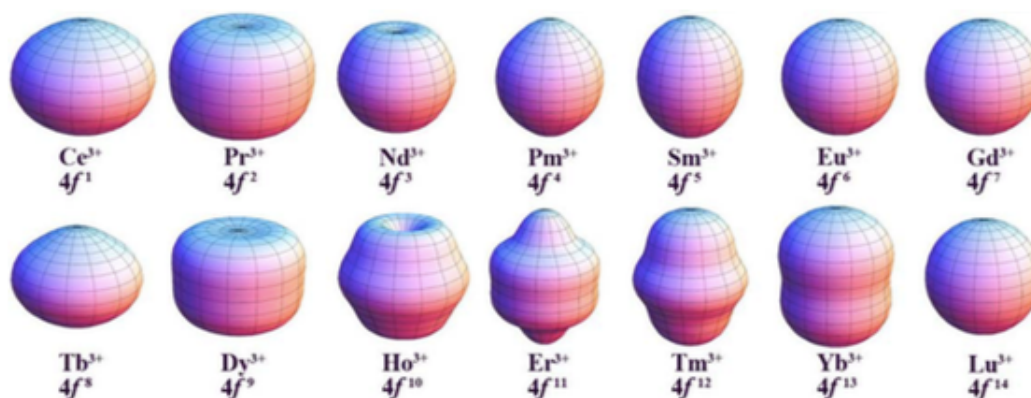 Ce³⁺ Pr³⁺ Nd³⁺ Pm³⁺ Sm³⁺ Eu³⁺ Gd³⁺
4f¹ 4f² 4f³ 4f⁴ 4f⁵ 4f⁶ 4f⁷
Tb³⁺ Dy³⁺ Ho³⁺ Er³⁺ Tm³⁺ Yb³⁺ Lu³⁺
4f⁸ 4f⁹ 4f¹⁰ 4f¹¹ 4f¹² 4f¹³ 4f¹⁴